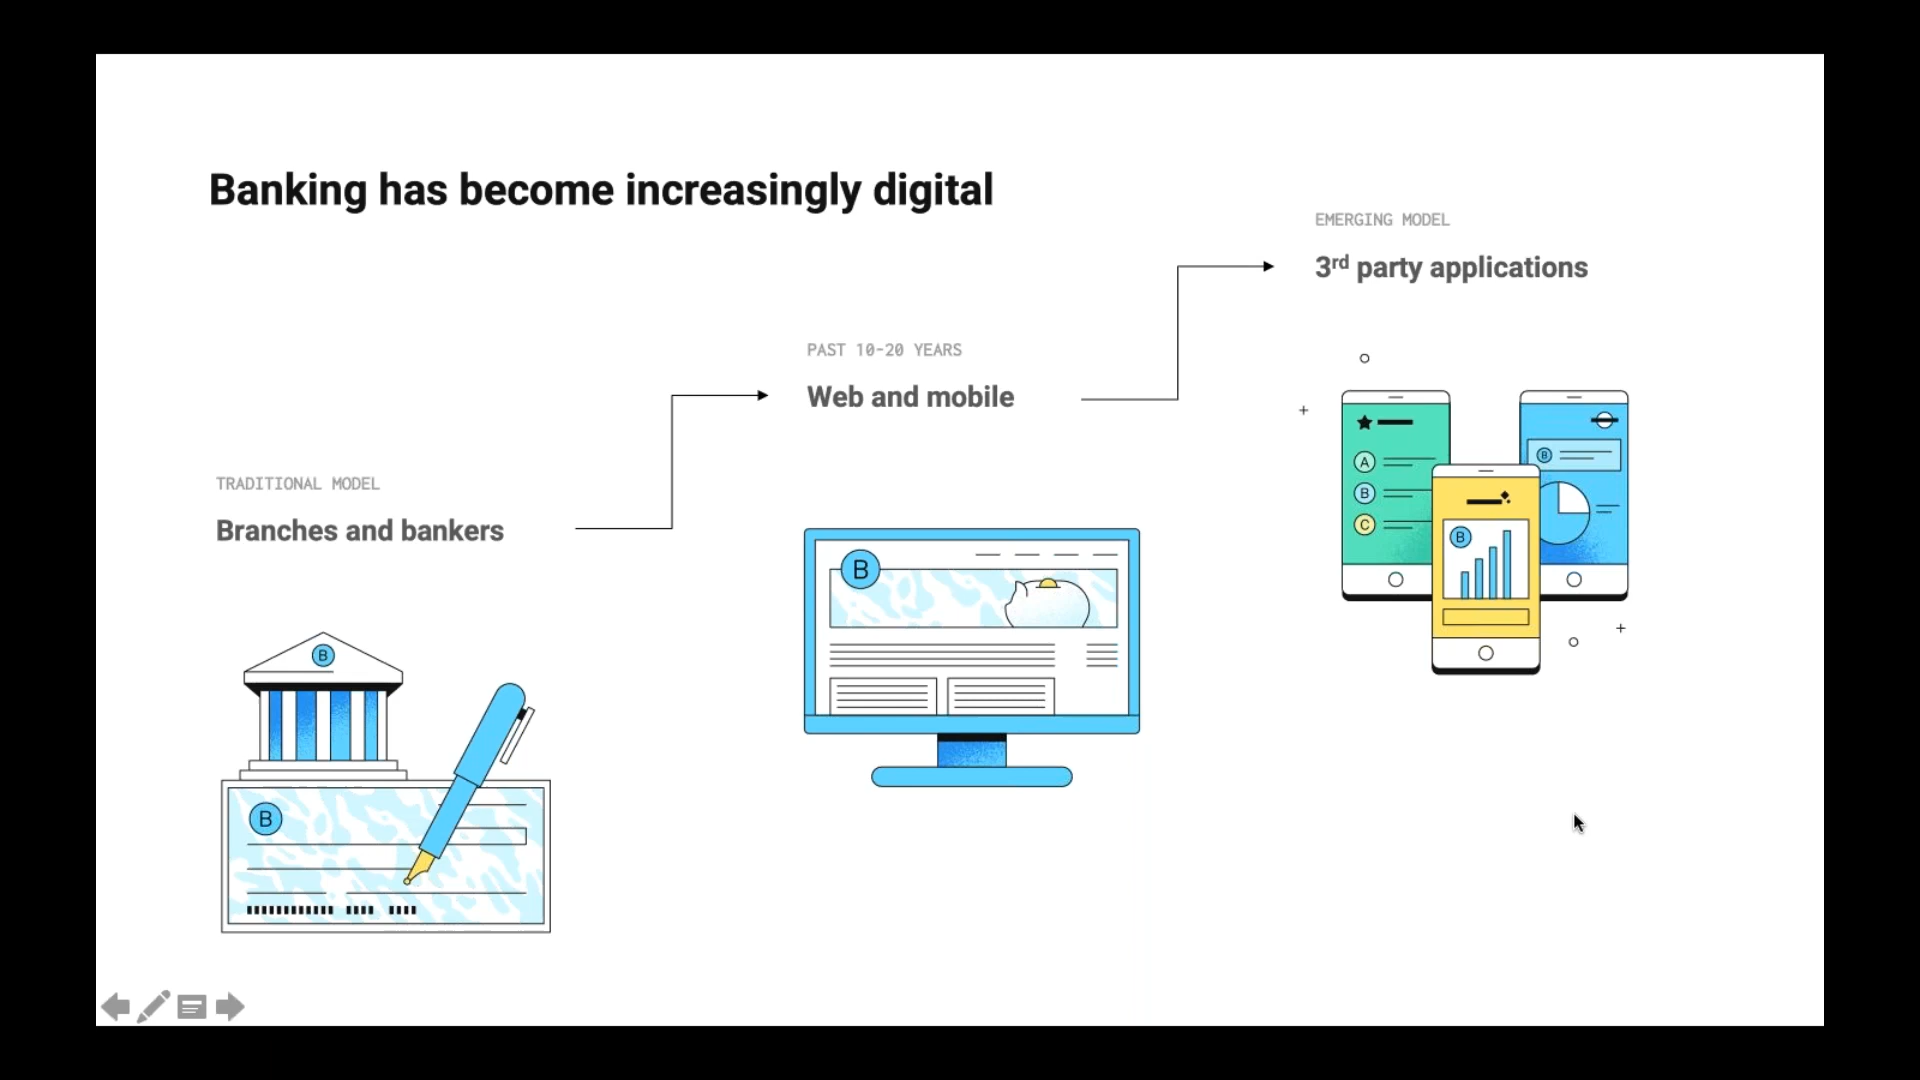 Banking has become increasingly digital
EMERGING MODEL
3rd party applications
PAST 10-20 YEARS
Web and mobile
TRADITIONAL MODEL
Branches and bankers
B
B
B
A
B
C
B
B